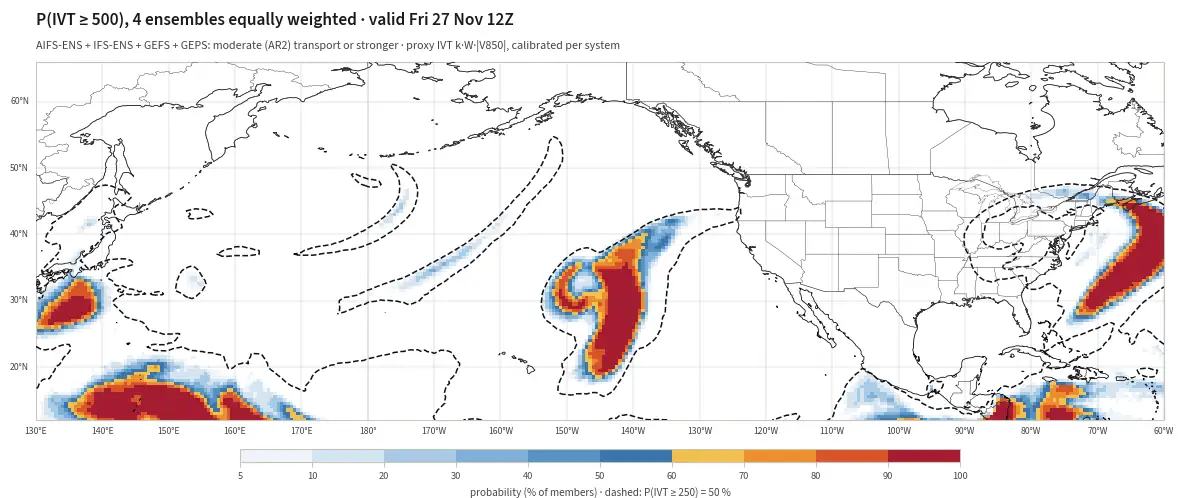 P(IVT ≥ 500), 4 ensembles equally weighted · valid Fri 27 Nov 12Z
AIFS-ENS + IFS-ENS + GEFS + GEPS: moderate (AR2) transport or stronger · proxy IVT k·W·|V850|, calibrated per system
60°N
50°N
40°N
30°N
20°N
130°E 140°E 150°E 160°E 170°E 180° 170°W 160°W 150°W 140°W 130°W 120°W 110°W 100°W 90°W 80°W 70°W 60°W
5 10 20 30 40 50 60 70 80 90 100
probability (% of members) · dashed: P(IVT ≥ 250) = 50 %